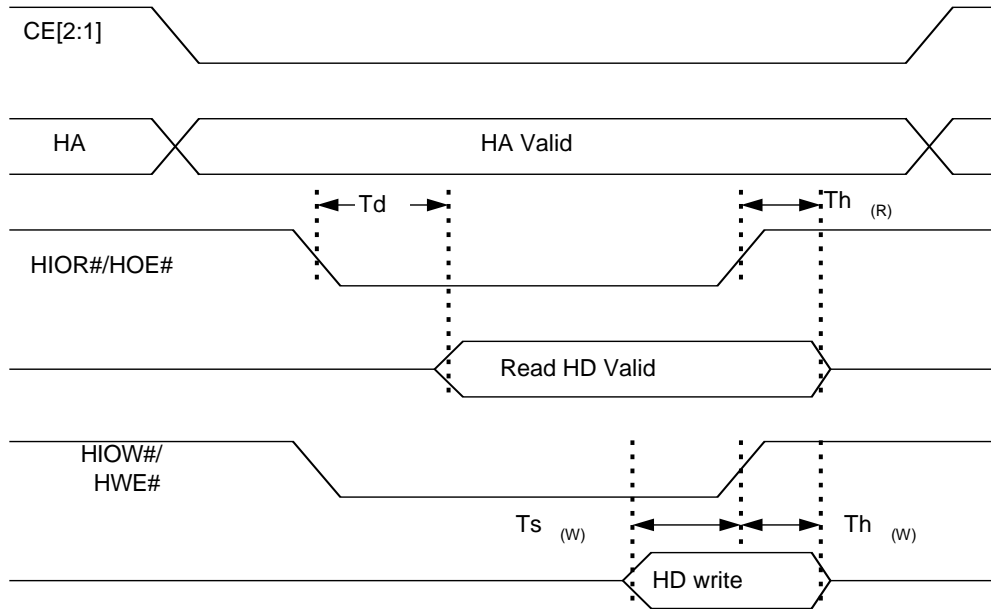 CE[2:1]
HA
HA Valid
Td
Th (R)
HIOR#/HOE#
Read HD Valid
HIOW#/
HWE#
Ts (W)
Th (W)
HD write